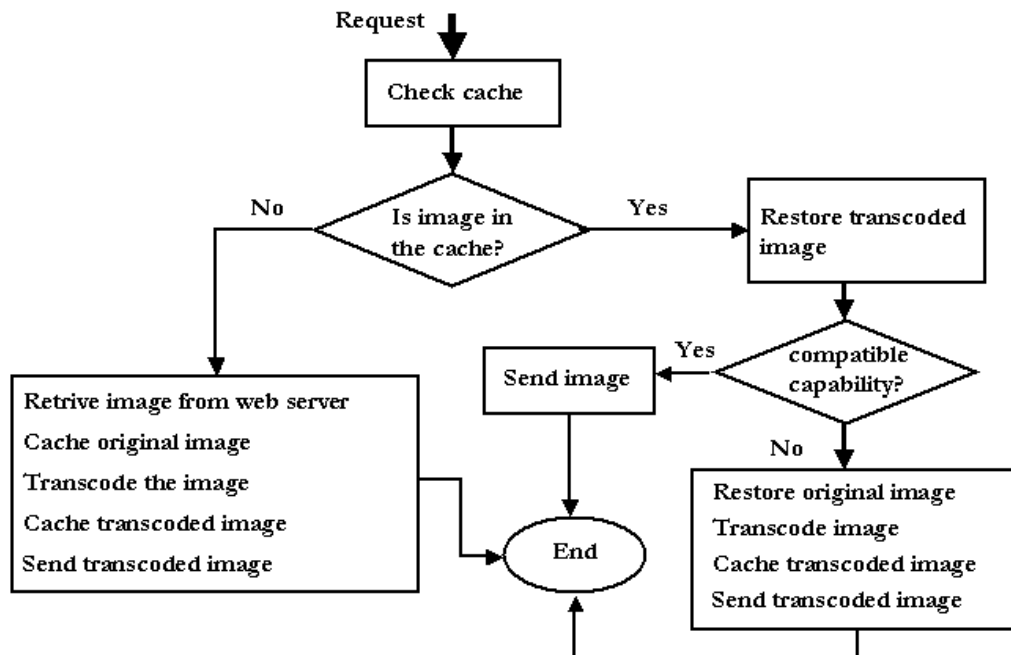 Request
Check cache
No
Is image in
the cache?
Yes
Restore transcoded
image
Yes
compatible
capability?
Send image
Retrive image from web server
Cache original image
Transcode the image
Cache transcoded image
Send transcoded image
No
Restore original image
Transcode image
Cache transcoded image
Send transcoded image
End